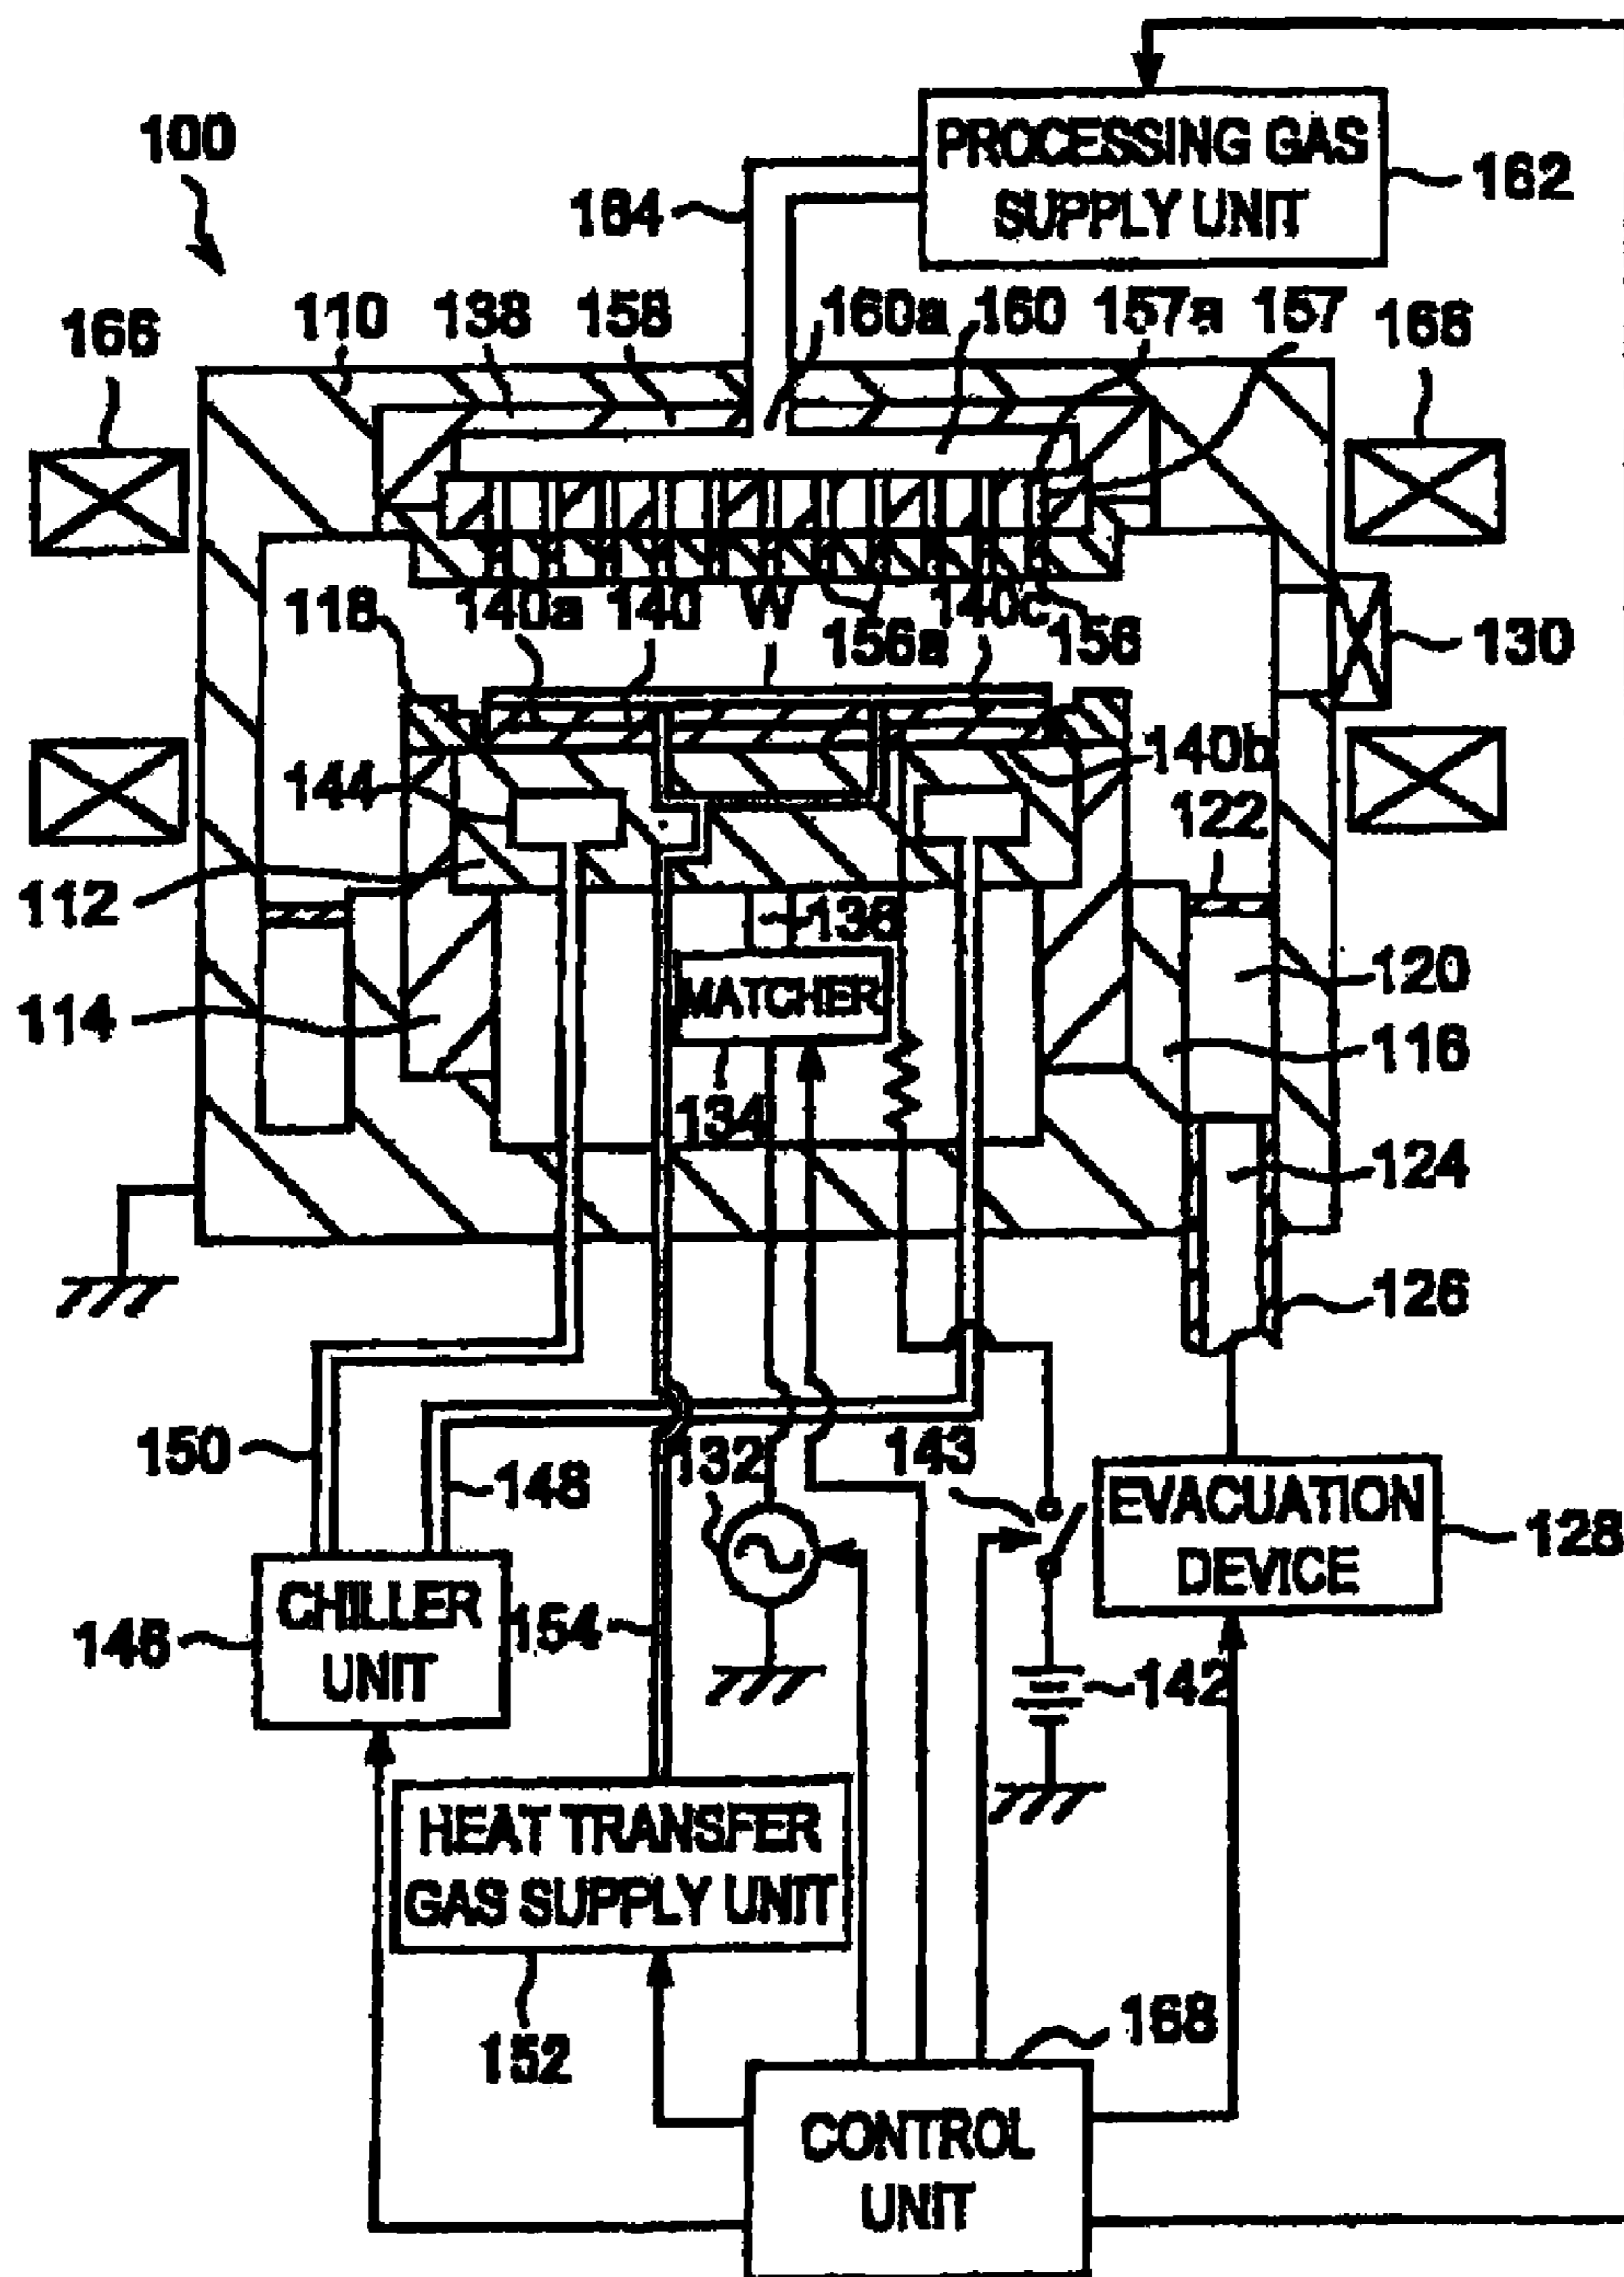 100
PROCESSING GAS
SUPPLY UNIT
162
164
166
110
138
158
160a
160
157a
157
166
118
140a
140
W
156a
140c
156
130
144
140b
122
112
136
MATCHER
120
114
116
134
124
126
150
148
132
143
EVACUATION
DEVICE
128
CHILLER
UNIT
146
154
142
HEAT TRANSFER
GAS SUPPLY UNIT
152
168
CONTROL
UNIT